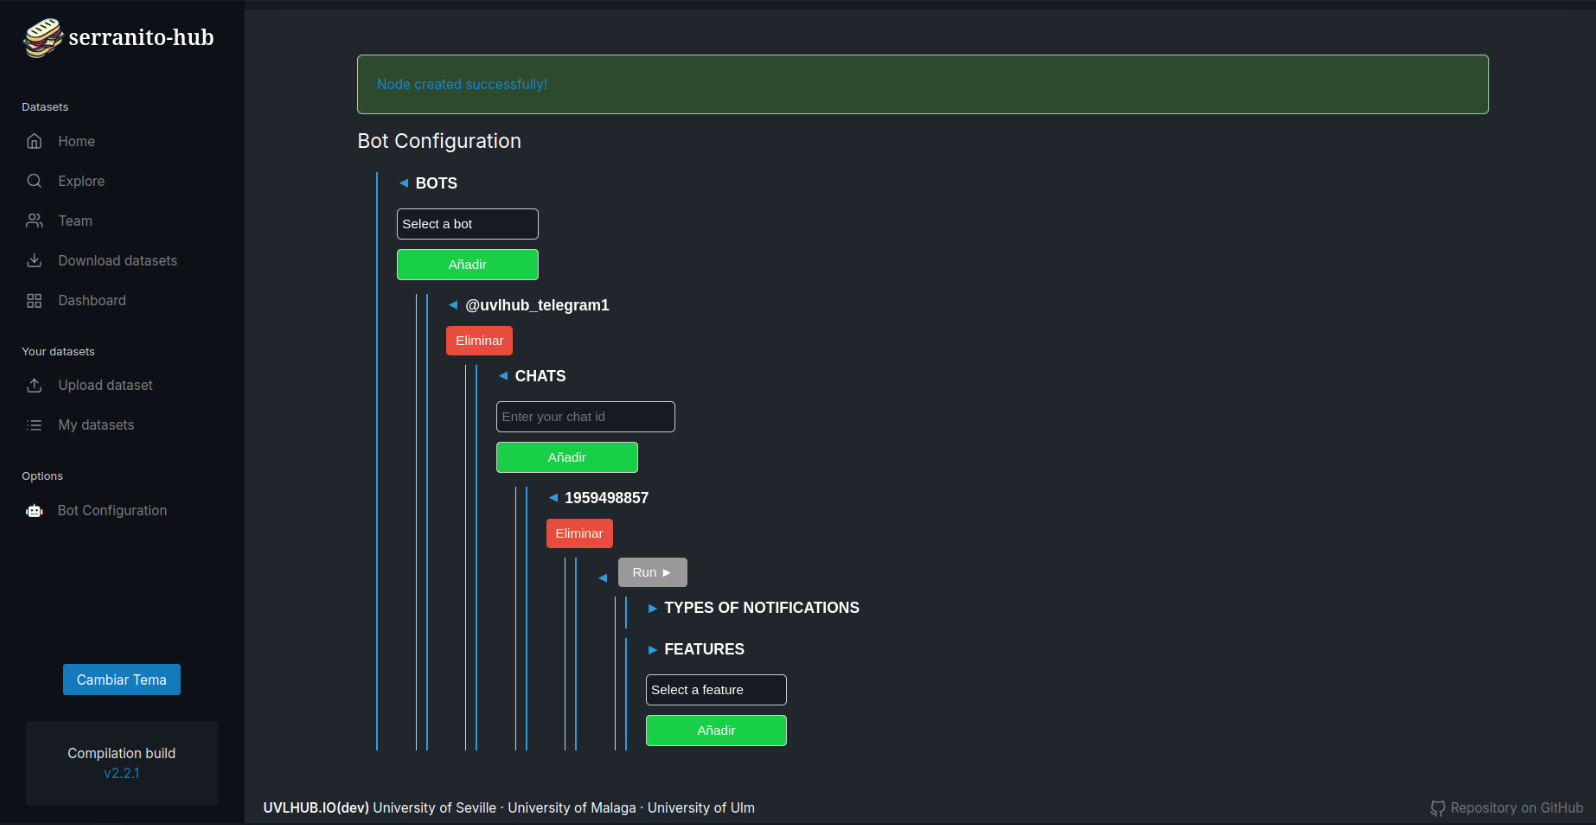 serranito-hub
Datasets
Home
Explore
Team
Download datasets
Dashboard
Your datasets
Upload dataset
My datasets
Options
Bot Configuration
Cambiar Tema
Compilation build
v2.2.1
Node created successfully!
Bot Configuration
BOTS
Select a bot
Añadir
@uvlhub_telegram1
Eliminar
CHATS
Enter your chat id
Añadir
1959498857
Eliminar
Run ►
TYPES OF NOTIFICATIONS
FEATURES
Select a feature
Añadir
UVLHUB.IO(dev) University of Seville · University of Malaga · University of Ulm
Repository on GitHub